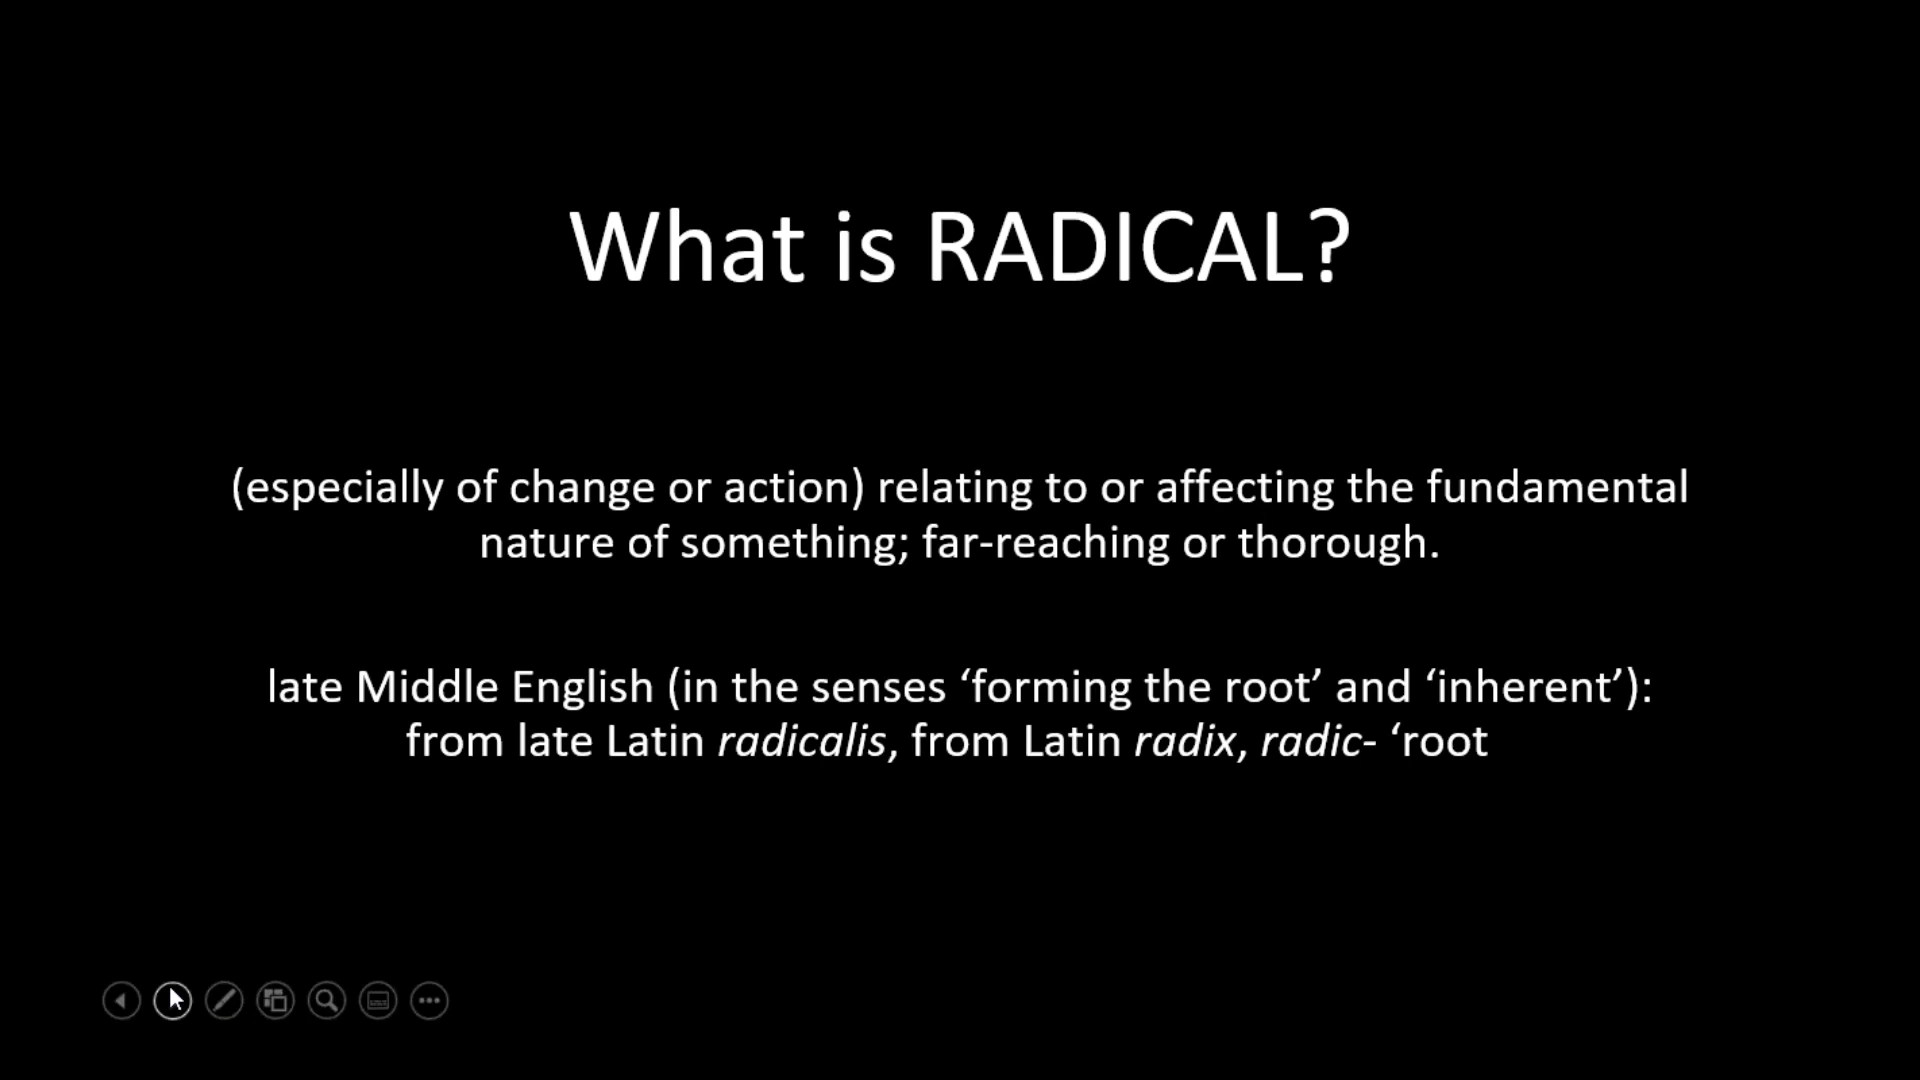 What is RADICAL?
(especially of change or action) relating to or affecting the fundamental
nature of something; far-reaching or thorough.
late Middle English (in the senses ‘forming the root’ and ‘inherent’):
from late Latin radicalis, from Latin radix, radic- ‘root